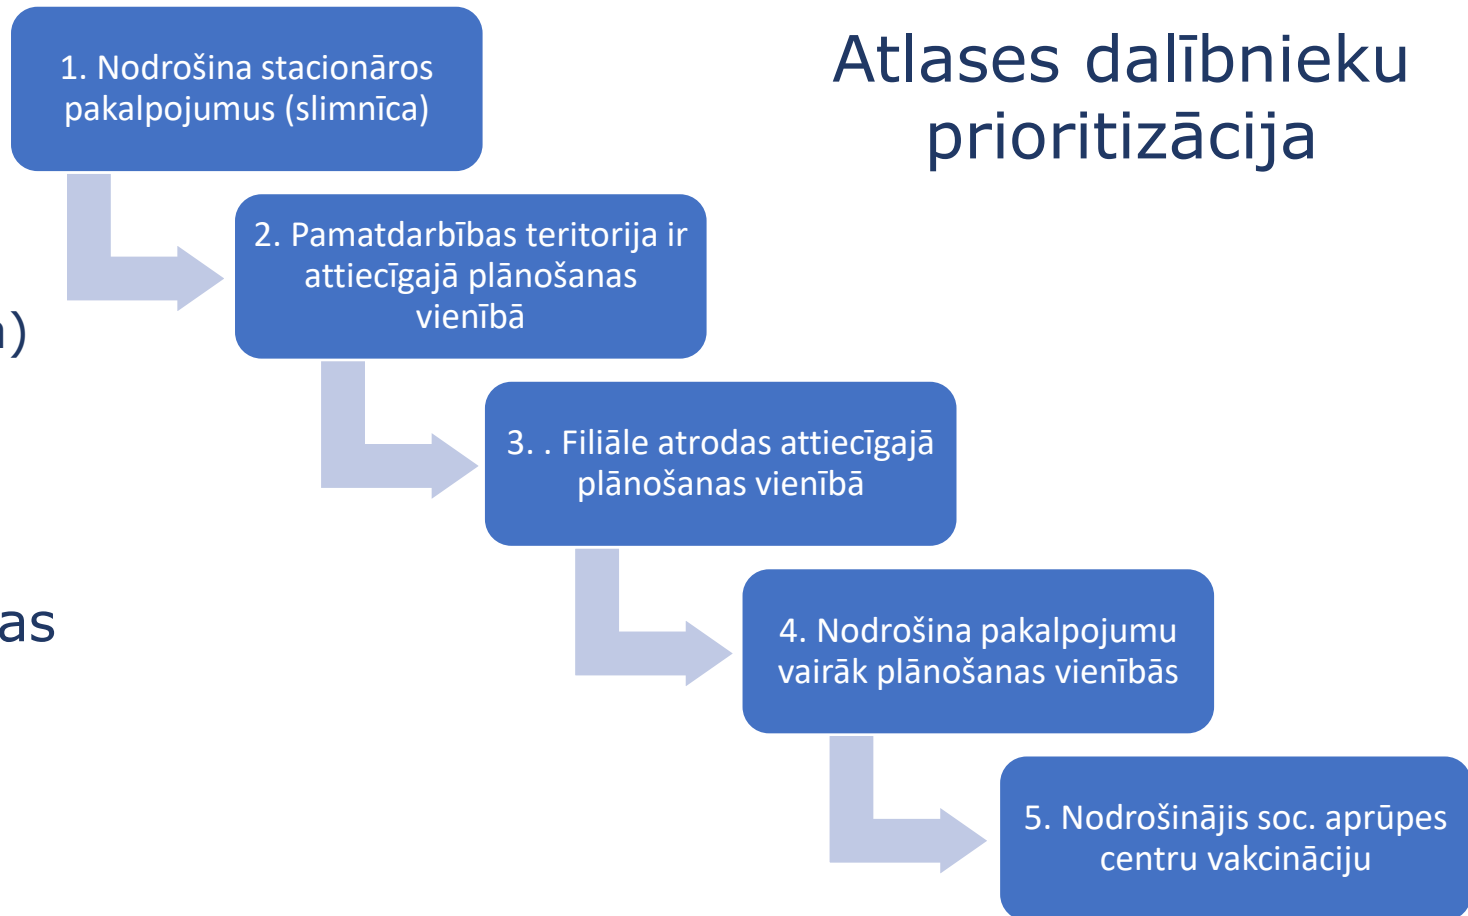 Atlases dalībnieku
prioritizācija
1. Nodrošina stacionāros
pakalpojumus (slimnīca)
2. Pamatdarbības teritorija ir
attiecīgajā plānošanas
vienībā
3. . Filiāle atrodas attiecīgajā
plānošanas vienībā
4. Nodrošina pakalpojumu
vairāk plānošanas vienībās
5. Nodrošinājis soc. aprūpes
centru vakcināciju